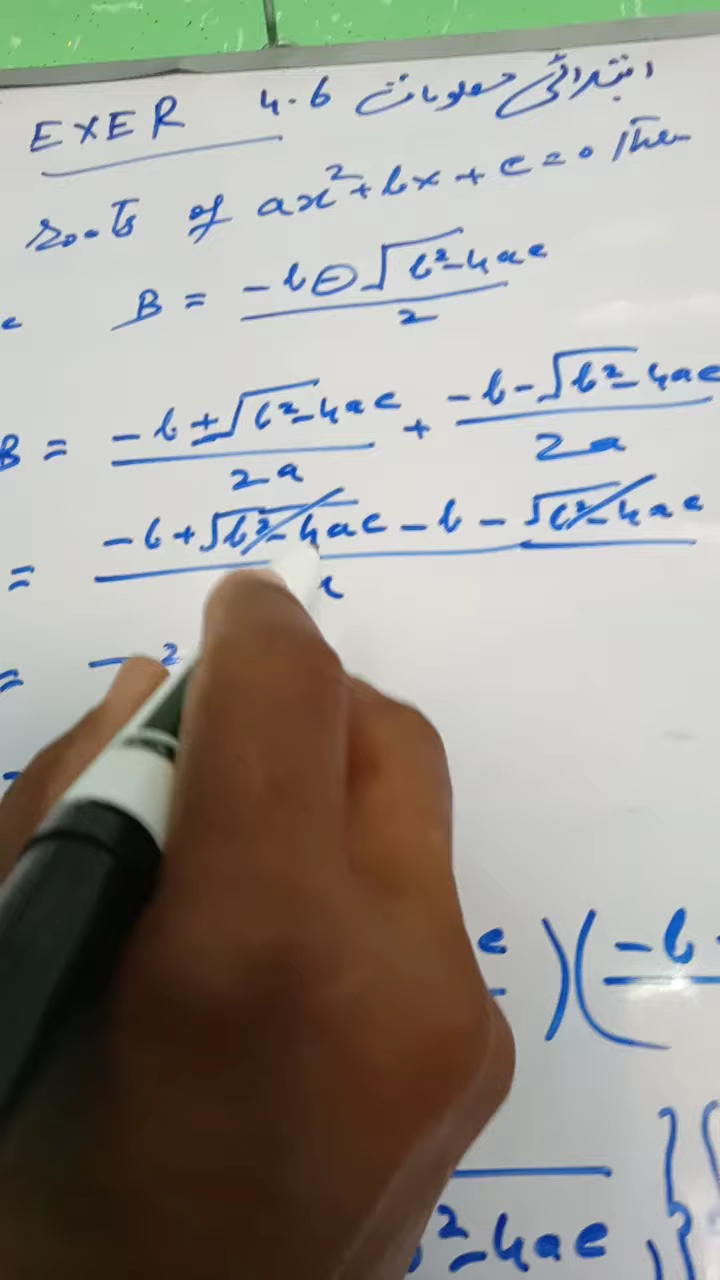 EXER 4.6 ابتدائی معلومات
roots of ax²+bx+c=0 then
B = (-b⊖√(b²-4ac))/2
B = (-b+√(b²-4ac))/2a + (-b-√(b²-4ac))/2a
= -b+√(b²-4ac) -b-√(b²-4ac)
= -2
c )( -b
b²-4ac }{